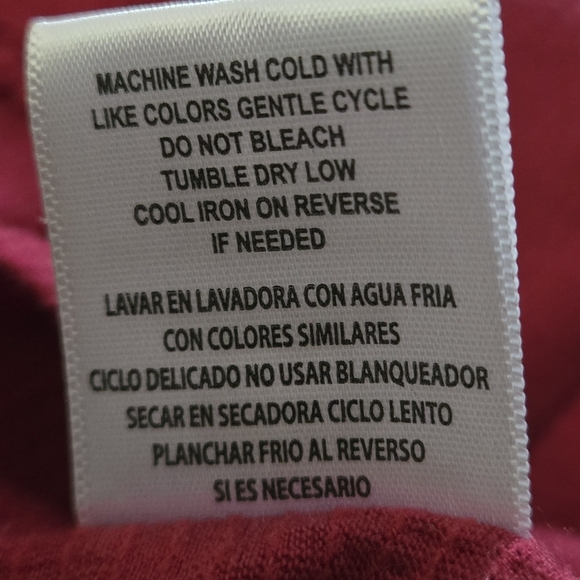 MACHINE WASH COLD WITH
LIKE COLORS GENTLE CYCLE
DO NOT BLEACH
TUMBLE DRY LOW
COOL IRON ON REVERSE
IF NEEDED
LAVAR EN LAVADORA CON AGUA FRIA
CON COLORES SIMILARES
CICLO DELICADO NO USAR BLANQUEADOR
SECAR EN SECADORA CICLO LENTO
PLANCHAR FRIO AL REVERSO
SI ES NECESARIO